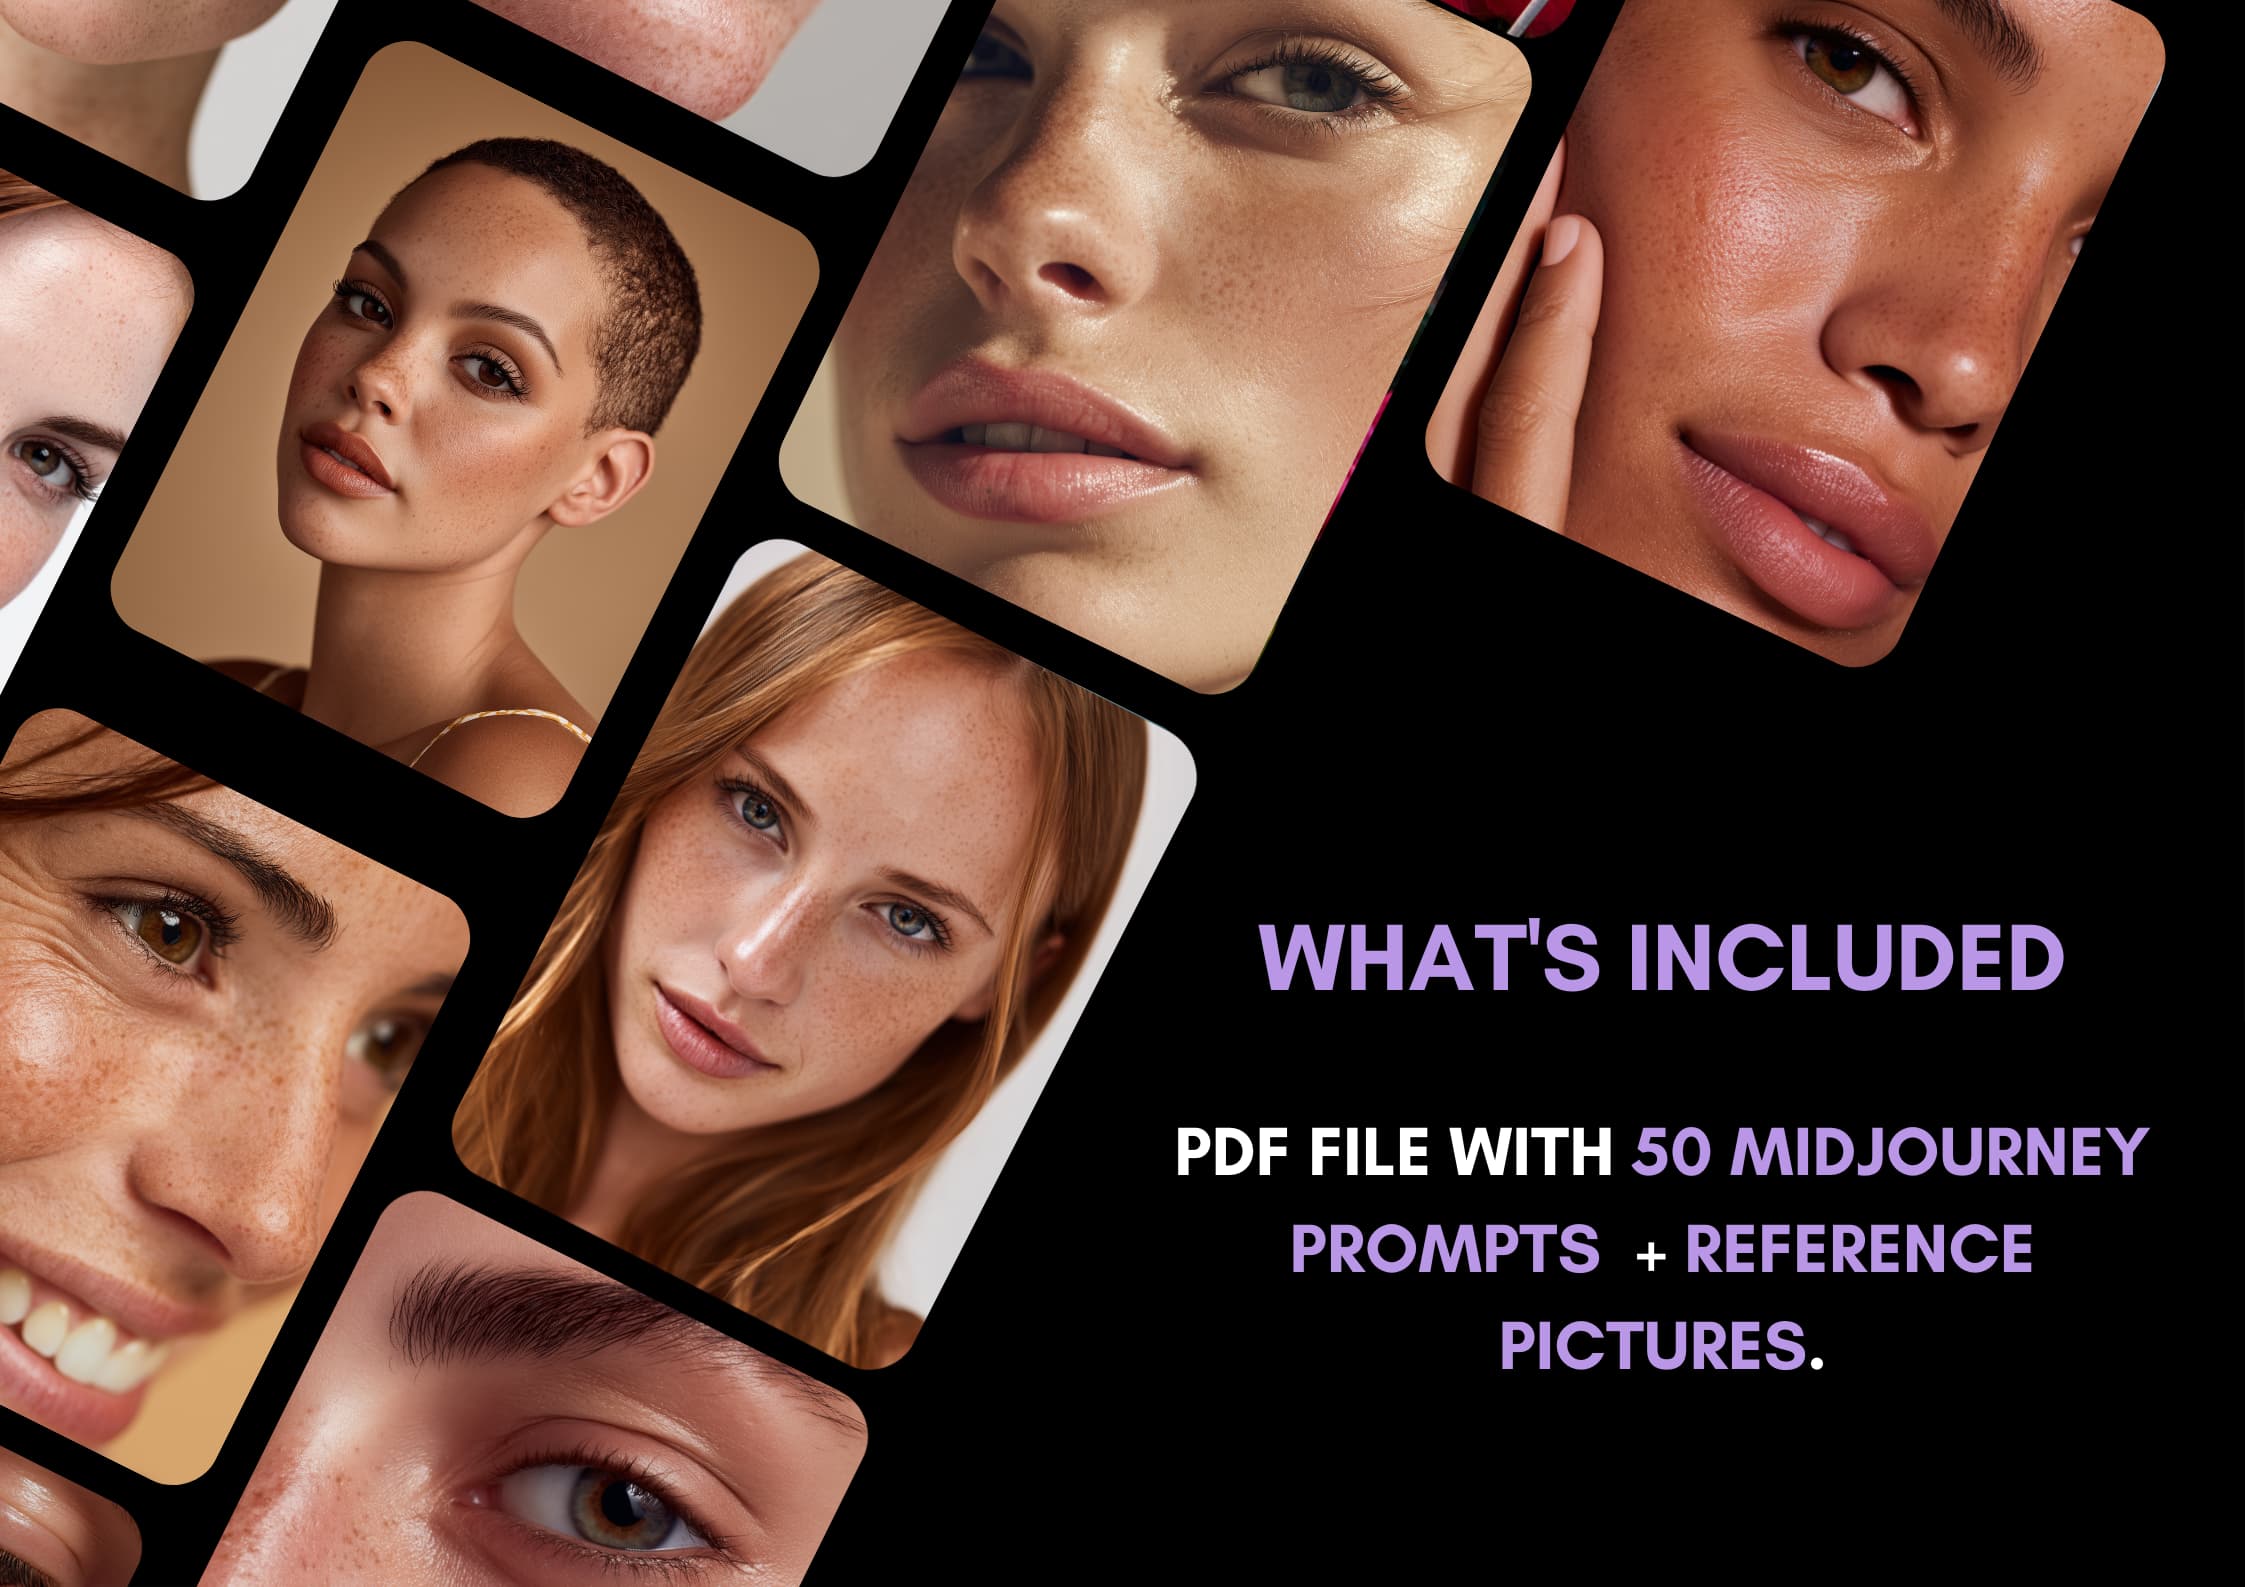 WHAT'S INCLUDED
PDF FILE WITH 50 MIDJOURNEY
PROMPTS + REFERENCE
PICTURES.